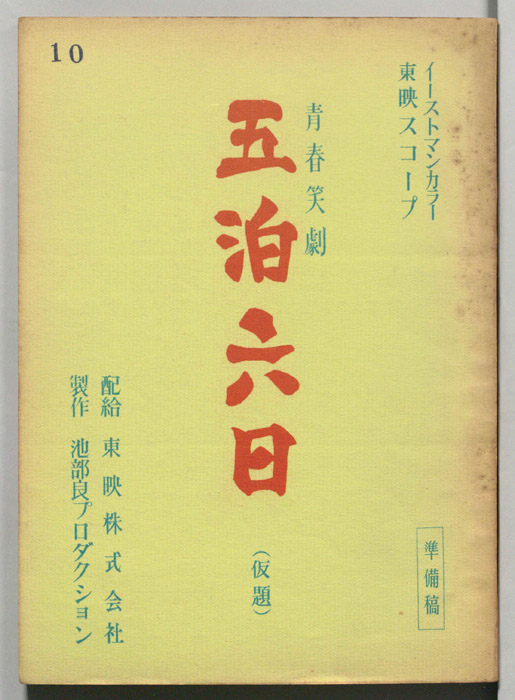 10
イーストマンカラー
東映スコープ
青春笑劇
五泊六日
(仮題)
準備稿
配給 東映株式会社
製作 池部良プロダクション